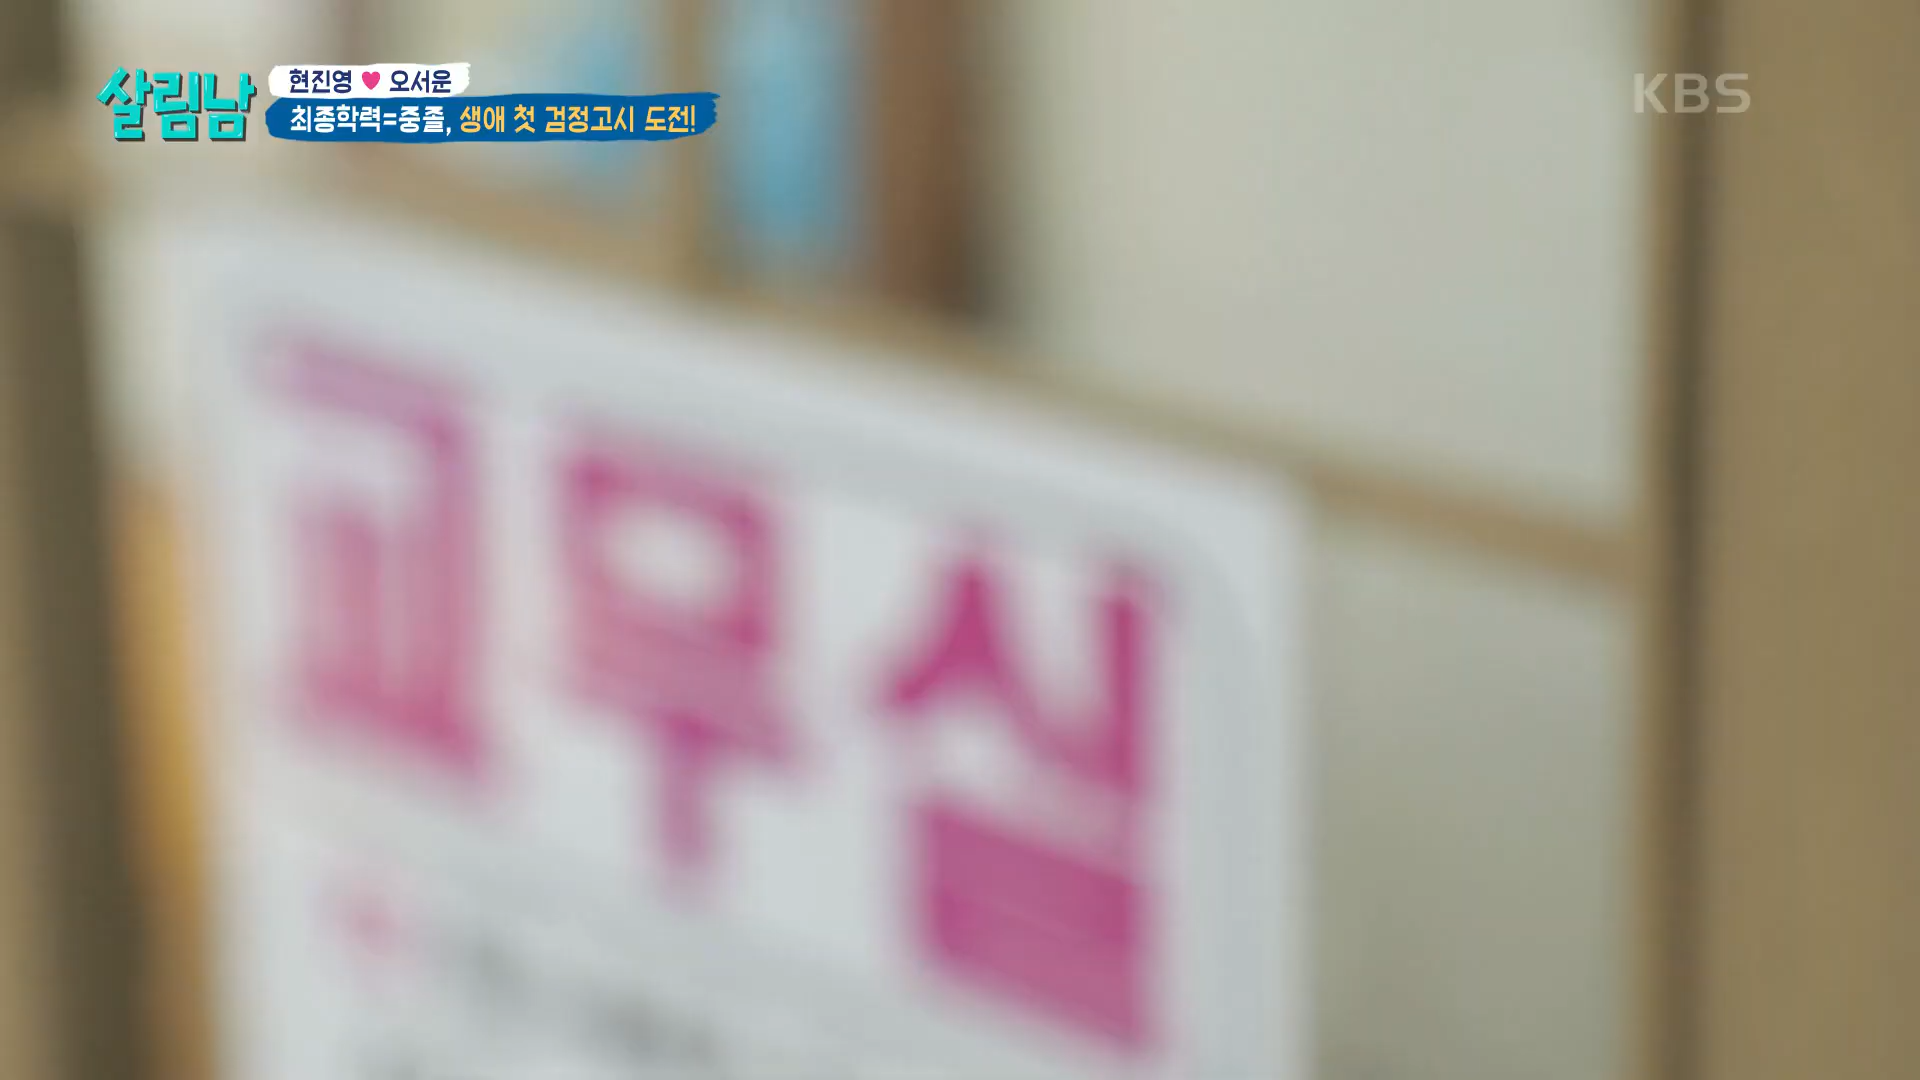 살림남
현진영 ♥ 오서운
최종학력=중졸, 생애 첫 검정고시 도전!
KBS
교무실